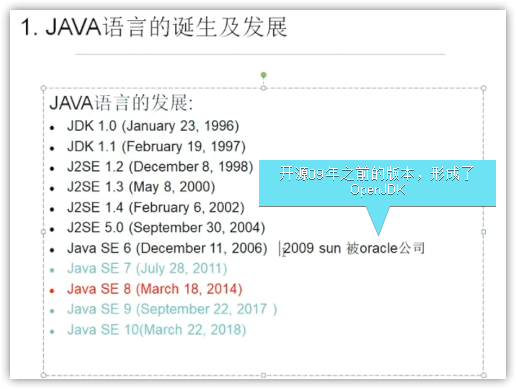 1. JAVA语言的诞生及发展
JAVA语言的发展:
JDK 1.0 (January 23, 1996)
JDK 1.1 (February 19, 1997)
J2SE 1.2 (December 8, 1998)
J2SE 1.3 (May 8, 2000)
J2SE 1.4 (February 6, 2002)
J2SE 5.0 (September 30, 2004)
Java SE 6 (December 11, 2006) 2009 sun 被oracle公司
Java SE 7 (July 28, 2011)
Java SE 8 (March 18, 2014)
Java SE 9 (September 22, 2017 )
Java SE 10(March 22, 2018)
开源09年之前的版本，形成了
OpenJDK